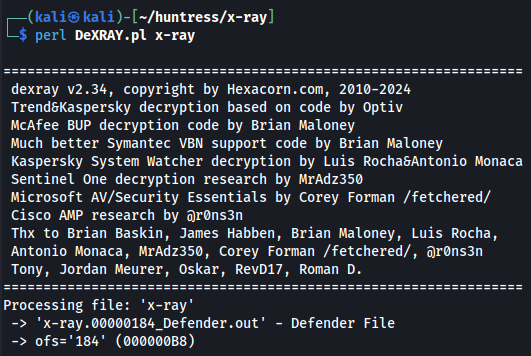 ┌──(kali㉿kali)-[~/huntress/x-ray]
└─$ perl DeXRAY.pl x-ray
=================================================================
dexray v2.34, copyright by Hexacorn.com, 2010-2024
Trend&Kaspersky decryption based on code by Optiv
McAfee BUP decryption code by Brian Maloney
Much better Symantec VBN support code by Brian Maloney
Kaspersky System Watcher decryption by Luis Rocha&Antonio Monaca
Sentinel One decryption research by MrAdz350
Microsoft AV/Security Essentials by Corey Forman /fetchered/
Cisco AMP research by @r0ns3n
Thx to Brian Baskin, James Habben, Brian Maloney, Luis Rocha,
Antonio Monaca, MrAdz350, Corey Forman /fetchered/, @r0ns3n
Tony, Jordan Meurer, Oskar, RevD17, Roman D.
=================================================================
Processing file: 'x-ray'
-> 'x-ray.00000184_Defender.out' - Defender File
-> ofs='184' (000000B8)